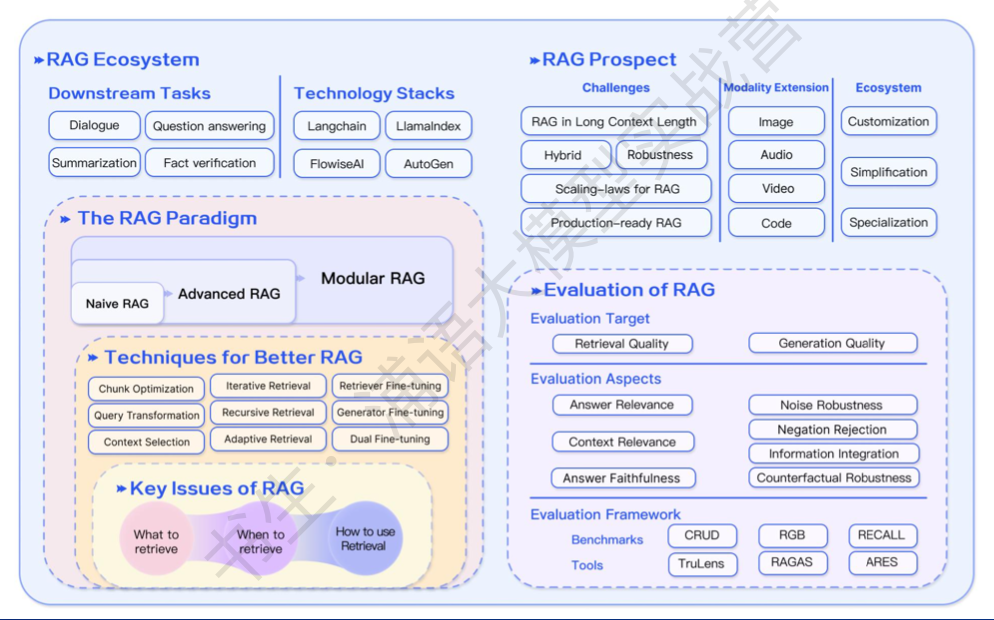 RAG Ecosystem
Downstream Tasks
Dialogue
Question answering
Summarization
Fact verification
Technology Stacks
Langchain
LlamaIndex
FlowiseAI
AutoGen
The RAG Paradigm
Naive RAG
Advanced RAG
Modular RAG
Techniques for Better RAG
Chunk Optimization
Iterative Retrieval
Retriever Fine-tuning
Query Transformation
Recursive Retrieval
Generator Fine-tuning
Context Selection
Adaptive Retrieval
Dual Fine-tuning
Key Issues of RAG
What to
retrieve
When to
retrieve
How to use
Retrieval
RAG Prospect
Challenges
RAG in Long Context Length
Hybrid
Robustness
Scaling-laws for RAG
Production-ready RAG
Modality Extension
Image
Audio
Video
Code
Ecosystem
Customization
Simplification
Specialization
Evaluation of RAG
Evaluation Target
Retrieval Quality
Generation Quality
Evaluation Aspects
Answer Relevance
Context Relevance
Answer Faithfulness
Noise Robustness
Negation Rejection
Information Integration
Counterfactual Robustness
Evaluation Framework
Benchmarks
CRUD
RGB
RECALL
Tools
TruLens
RAGAS
ARES
书生·浦语大模型实战营